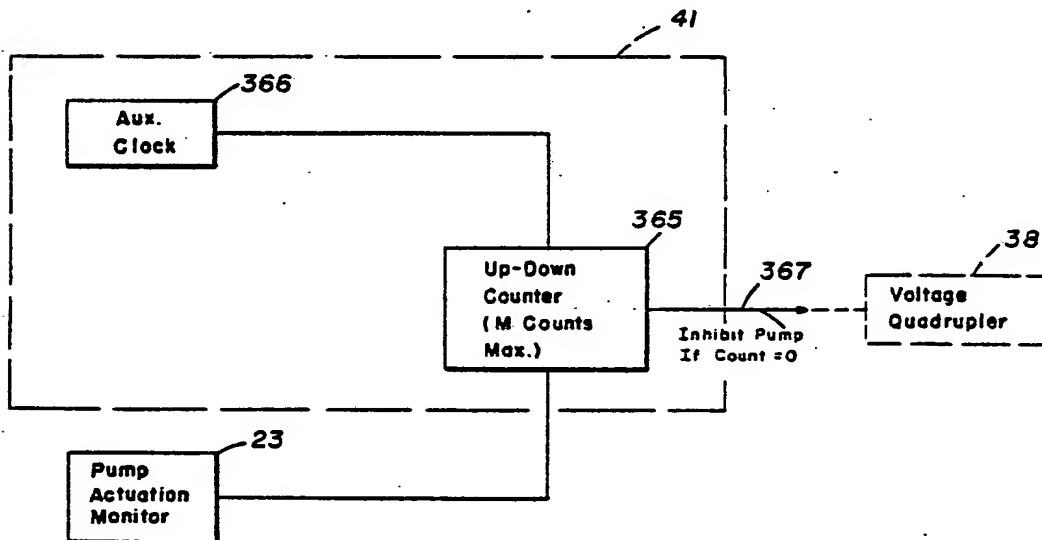 41
366
Aux.
Clock
365
Up-Down
Counter
(M Counts
Max.)
367
Inhibit Pump
If Count =0
38
Voltage
Quadrupler
23
Pump
Actuation
Monitor